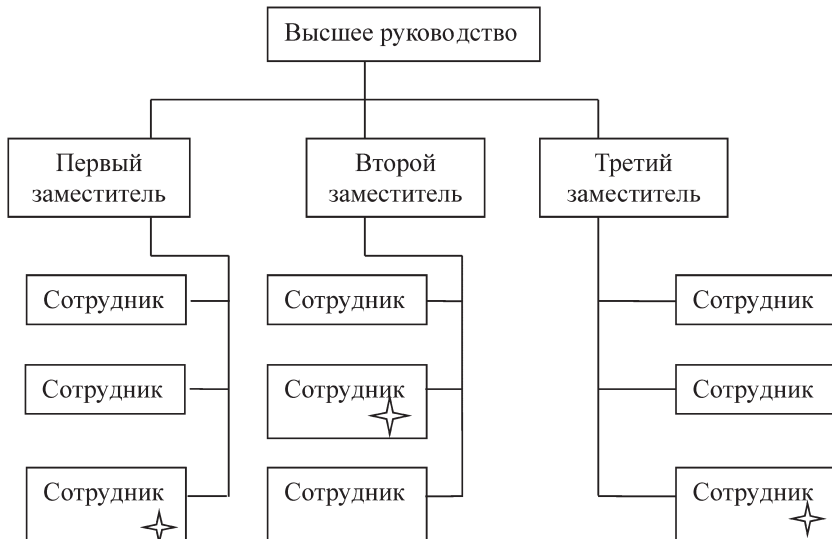 Высшее руководство
Первый
заместитель
Второй
заместитель
Третий
заместитель
Сотрудник
Сотрудник
Сотрудник
Сотрудник
Сотрудник
Сотрудник
Сотрудник
Сотрудник
Сотрудник